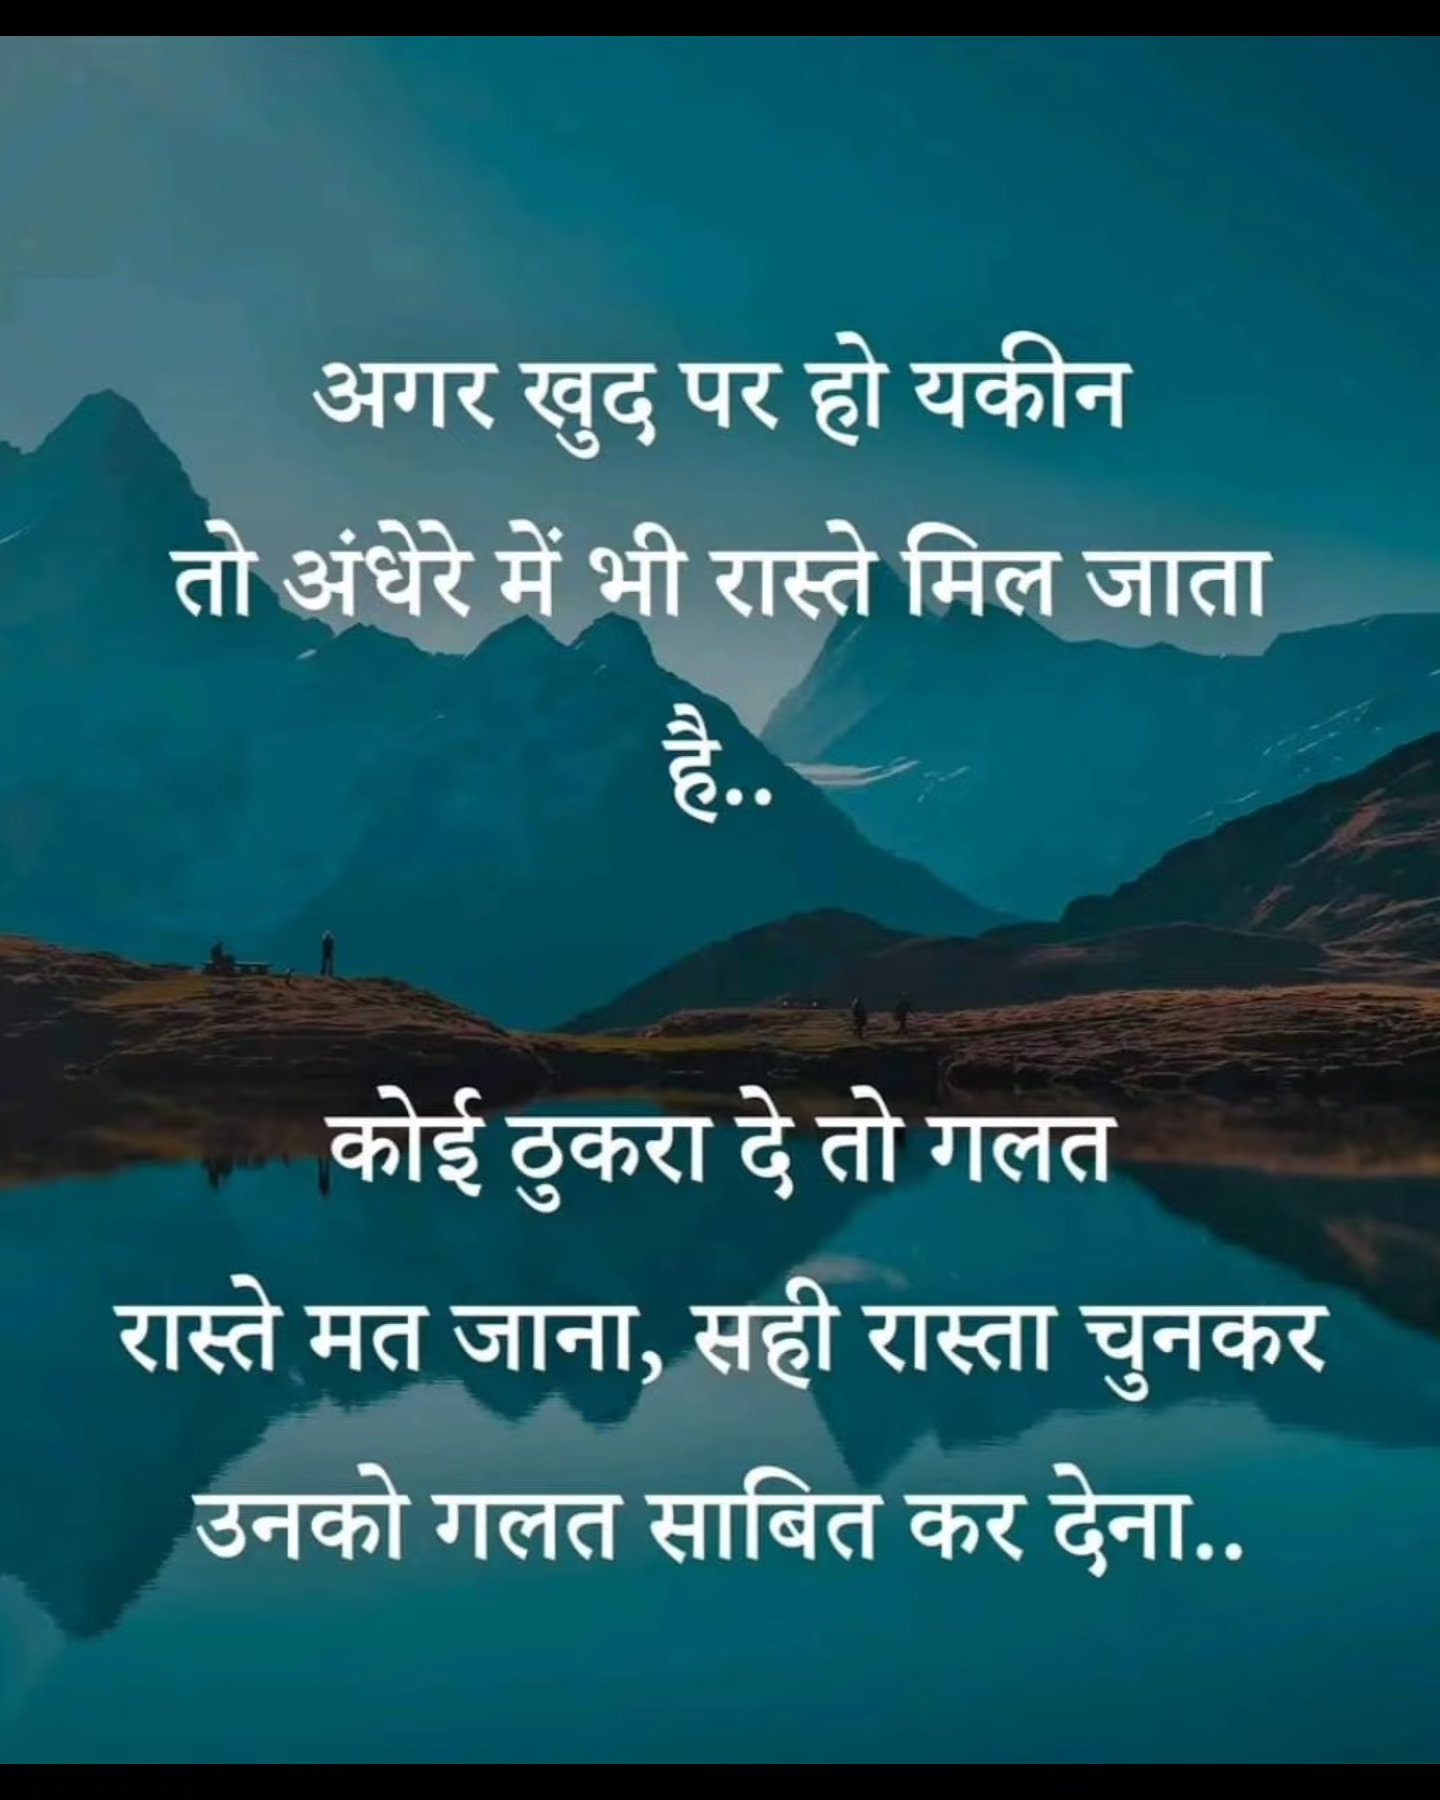 अगर खुद पर हो यकीन
तो अंधेरे में भी रास्ते मिल जाता
है..
कोई ठुकरा दे तो गलत
रास्ते मत जाना, सही रास्ता चुनकर
उनको गलत साबित कर देना..